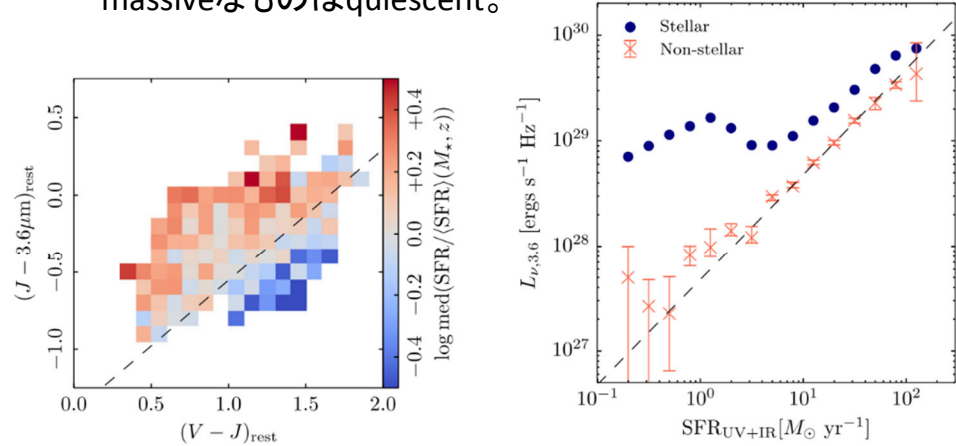 massiveなものはquiescent。
0.5
0.0
−0.5
−1.0
(J − 3.6μm)rest
0.0 0.5 1.0 1.5 2.0
(V − J)rest
+0.4
+0.2
0.0
−0.2
−0.4
log med(SFR/⟨SFR⟩(M⋆, z))
Stellar
Non-stellar
10^30
10^29
10^28
10^27
Lν,3.6 [ergs s−1 Hz−1]
10^−1 10^0 10^1 10^2
SFRUV+IR[M⊙ yr−1]